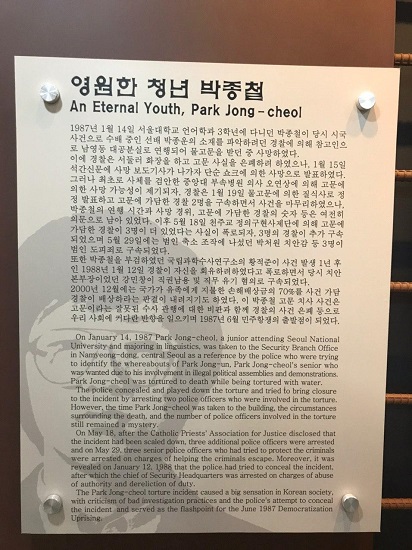 영원한 청년 박종철
An Eternal Youth, Park Jong-cheol
1987년 1월 14일 서울대학교 언어학과 3학년에 다니던 박종철이 당시 시국
사건으로 수배 중인 선배 박종운의 소재를 파악하려던 경찰에 의해 참고인으
로 남영동 대공분실로 연행되어 물고문을 받던 중 사망하였다.
이에 경찰은 서둘러 화장을 하고 고문 사실을 은폐하려 하였으나, 1월 15일
석간신문에 사망 보도기사가 나가자 단순 쇼크에 의한 사망으로 발표하였다.
그러나 최초로 사체를 검안한 중앙대 부속병원 의사 오연상에 의해 고문에
의한 사망 가능성이 제기되자, 경찰은 1월 19일 물고문에 의한 질식사로 정
정 발표하고 고문에 가담한 경찰 2명을 구속하면서 사건을 마무리하였으나,
박종철의 연행 시간과 사망 경위, 고문에 가담한 경찰의 숫자 등은 여전히
의문으로 남아 있었다. 이후 5월 18일 천주교 정의구현사제단에 의해 고문에
가담한 경찰이 3명이 더 있었다는 사실이 폭로되자, 3명의 경찰이 추가 구속
되었으며 5월 29일에는 범인 축소 조작에 나섰던 박처원 치안감 등 3명이
범인 도피죄로 구속되었다.
또한 박종철을 부검하였던 국립과학수사연구소의 황적준이 사건 발생 1년 후
인 1988년 1월 12일 경찰이 자신을 회유하려하였다고 폭로하면서 당시 치안
본부장이었던 강민창이 직권남용 및 직무 유기 혐의로 구속되었다.
2000년 12월에는 국가가 유족에게 지불한 손해배상금의 70%를 사건 가담
경찰이 배상하라는 판결이 내려지기도 하였다. 이 박종철 고문 치사 사건은
고문이라는 잘못된 수사 관행에 대한 비판과 함께 경찰의 사건 은폐 등으로
우리 사회에 커다란 반향을 일으키며 1987년 6월 민주항쟁의 출발점이 되었다.
On January 14, 1987 Park Jong-cheol, a junior attending Seoul National
University and majoring in linguistics, was taken to the Security Branch Office
in Namyeong-dong, central Seoul as a reference by the police who were trying
to identify the whereabouts of Park Jong-un, Park Jong-cheol's senior who
was wanted due to his involvement in illegal political assemblies and demonstrations.
Park Jong-cheol was tortured to death while being tortured with water.
The police concealed and played down the torture and tried to bring closure
to the incident by arresting two police officers who were involved in the torture.
However, the time Park Jong-cheol was taken to the building, the circumstances
surrounding the death, and the number of police officers involved in the torture
still remained a mystery.
On May 18, after the Catholic Priests' Association for Justice disclosed that
the incident had been scaled down, three additional police officers were arrested
and on May 29, three senior police officers who had tried to protect the criminals
were arrested on charges of helping the criminals escape. Moreover, it was
revealed on January 12, 1988 that the police had tried to conceal the incident,
after which the chief of Security Headquarters was arrested on charges of abuse
of authority and dereliction of duty.
The Park Jong-cheol torture incident caused a big sensation in Korean society,
with criticism of bad investigation practices and the police's attempt to conceal
the incident and served as the flashpoint for the June 1987 Democratization
Uprising.